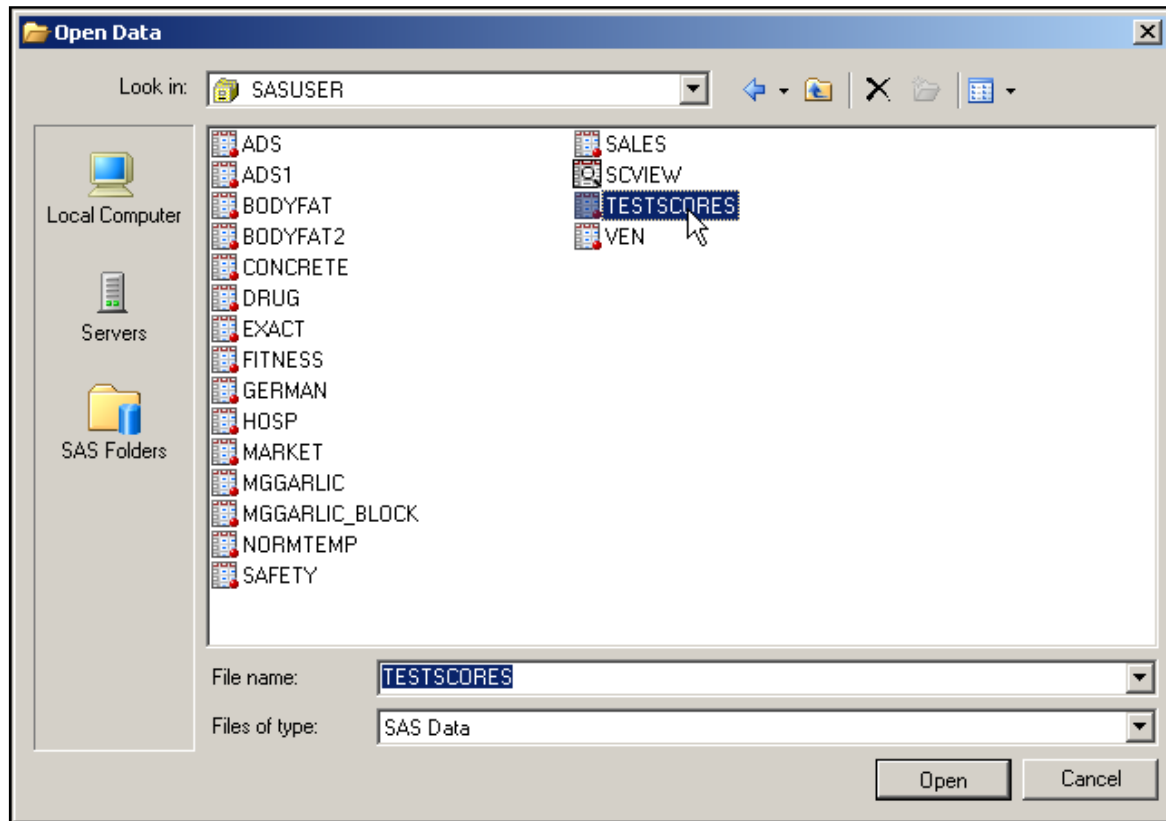 Open Data
Look in: SASUSER
Local Computer
Servers
SAS Folders
ADS
ADS1
BODYFAT
BODYFAT2
CONCRETE
DRUG
EXACT
FITNESS
GERMAN
HOSP
MARKET
MGGARLIC
MGGARLIC_BLOCK
NORMTEMP
SAFETY
SALES
SCVIEW
TESTSCORES
VEN
File name: TESTSCORES
Files of type: SAS Data
Open Cancel